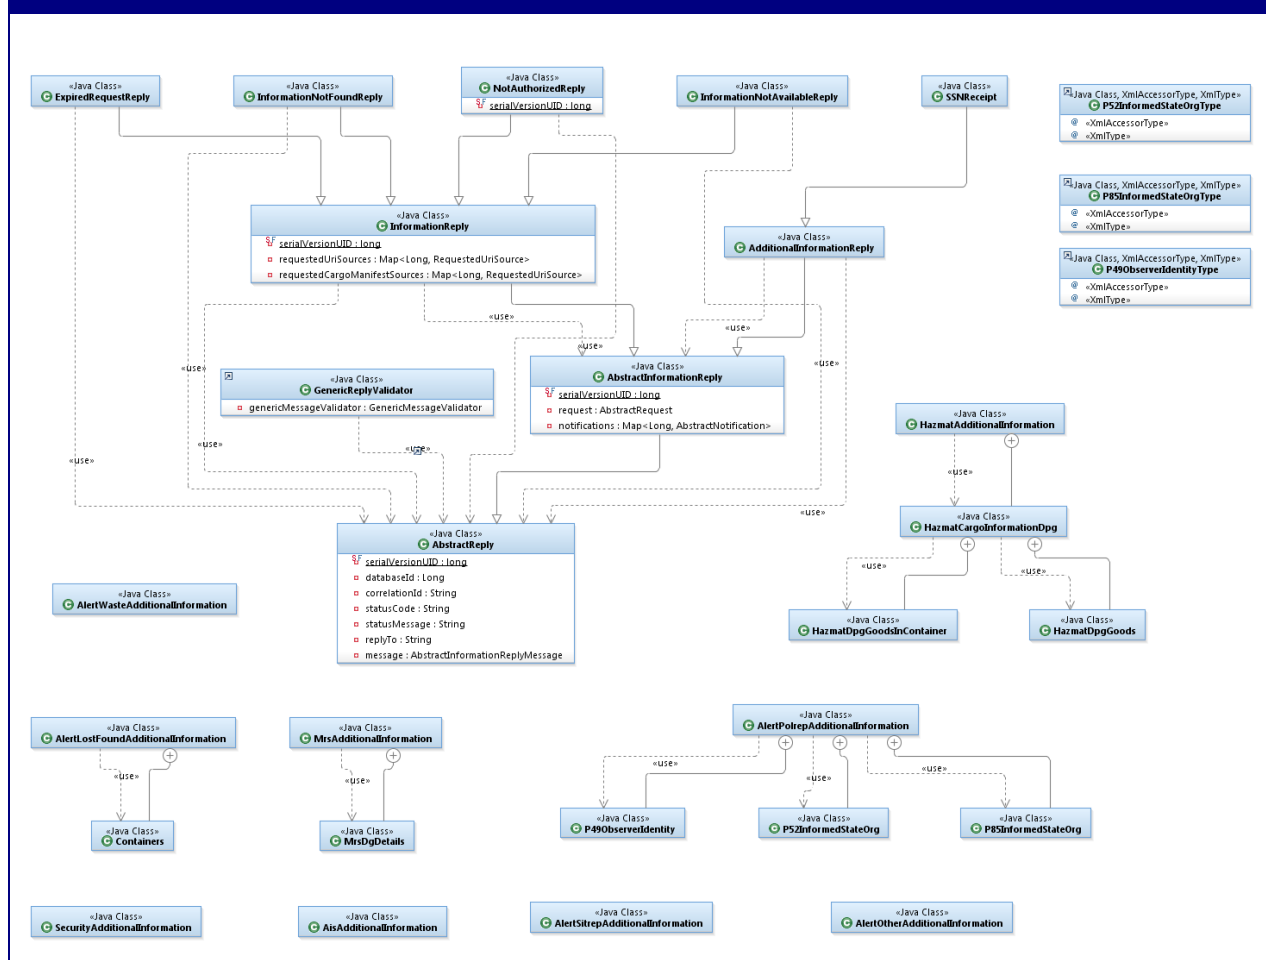 «Java Class»
ExpiredRequestReply
«Java Class»
InformationNotFoundReply
«Java Class»
NotAuthorizedReply
serialVersionUID : long
«Java Class»
InformationNotAvailableReply
«Java Class»
SSNReceipt
«Java Class, XmlAccessorType, XmlType»
P52InformedStateOrgType
@ «XmlAccessorType»
@ «XmlType»
«Java Class, XmlAccessorType, XmlType»
P85InformedStateOrgType
@ «XmlAccessorType»
@ «XmlType»
«Java Class, XmlAccessorType, XmlType»
P49ObserverIdentityType
@ «XmlAccessorType»
@ «XmlType»
«Java Class»
InformationReply
serialVersionUID : long
requestedUriSources : Map<Long, RequestedUriSource>
requestedCargoManifestSources : Map<Long, RequestedUriSource>
«Java Class»
AdditionalInformationReply
«use»
«use»
«use»
«use»
«use»
«Java Class»
AbstractInformationReply
serialVersionUID : long
request : AbstractRequest
notifications : Map<Long, AbstractNotification>
«Java Class»
GenericReplyValidator
genericMessageValidator : GenericMessageValidator
«use»
«use»
«use»
«use»
«Java Class»
HazmatAdditionalInformation
«use»
«Java Class»
HazmatCargoInformationDpg
«use»
«use»
«Java Class»
HazmatDpgGoodsInContainer
«Java Class»
HazmatDpgGoods
«Java Class»
AbstractReply
serialVersionUID : long
databaseId : Long
correlationId : String
statusCode : String
statusMessage : String
replyTo : String
message : AbstractInformationReplyMessage
«Java Class»
AlertWasteAdditionalInformation
«Java Class»
AlertLostFoundAdditionalInformation
«use»
«Java Class»
Containers
«Java Class»
MrsAdditionalInformation
«use»
«Java Class»
MrsDgDetails
«Java Class»
AlertPolrepAdditionalInformation
«use»
«use»
«use»
«Java Class»
P49ObserverIdentity
«Java Class»
P52InformedStateOrg
«Java Class»
P85InformedStateOrg
«Java Class»
SecurityAdditionalInformation
«Java Class»
AisAdditionalInformation
«Java Class»
AlertSitrepAdditionalInformation
«Java Class»
AlertOtherAdditionalInformation